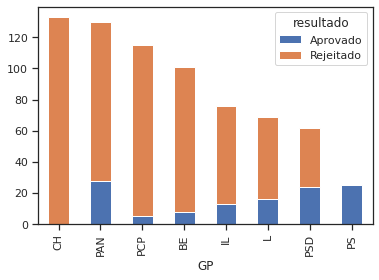 resultado
Aprovado
Rejeitado
120
100
80
60
40
20
0
CH
PAN
PCP
BE
IL
L
PSD
PS
GP